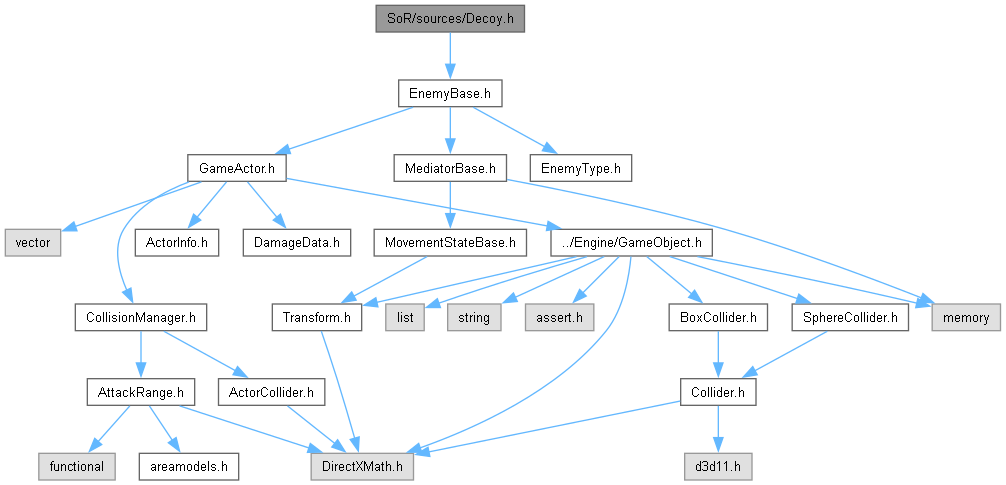 SoR/sources/Decoy.h
EnemyBase.h
GameActor.h
MediatorBase.h
EnemyType.h
vector
ActorInfo.h
DamageData.h
MovementStateBase.h
../Engine/GameObject.h
CollisionManager.h
Transform.h
list
string
assert.h
BoxCollider.h
SphereCollider.h
memory
AttackRange.h
ActorCollider.h
Collider.h
functional
areamodels.h
DirectXMath.h
d3d11.h